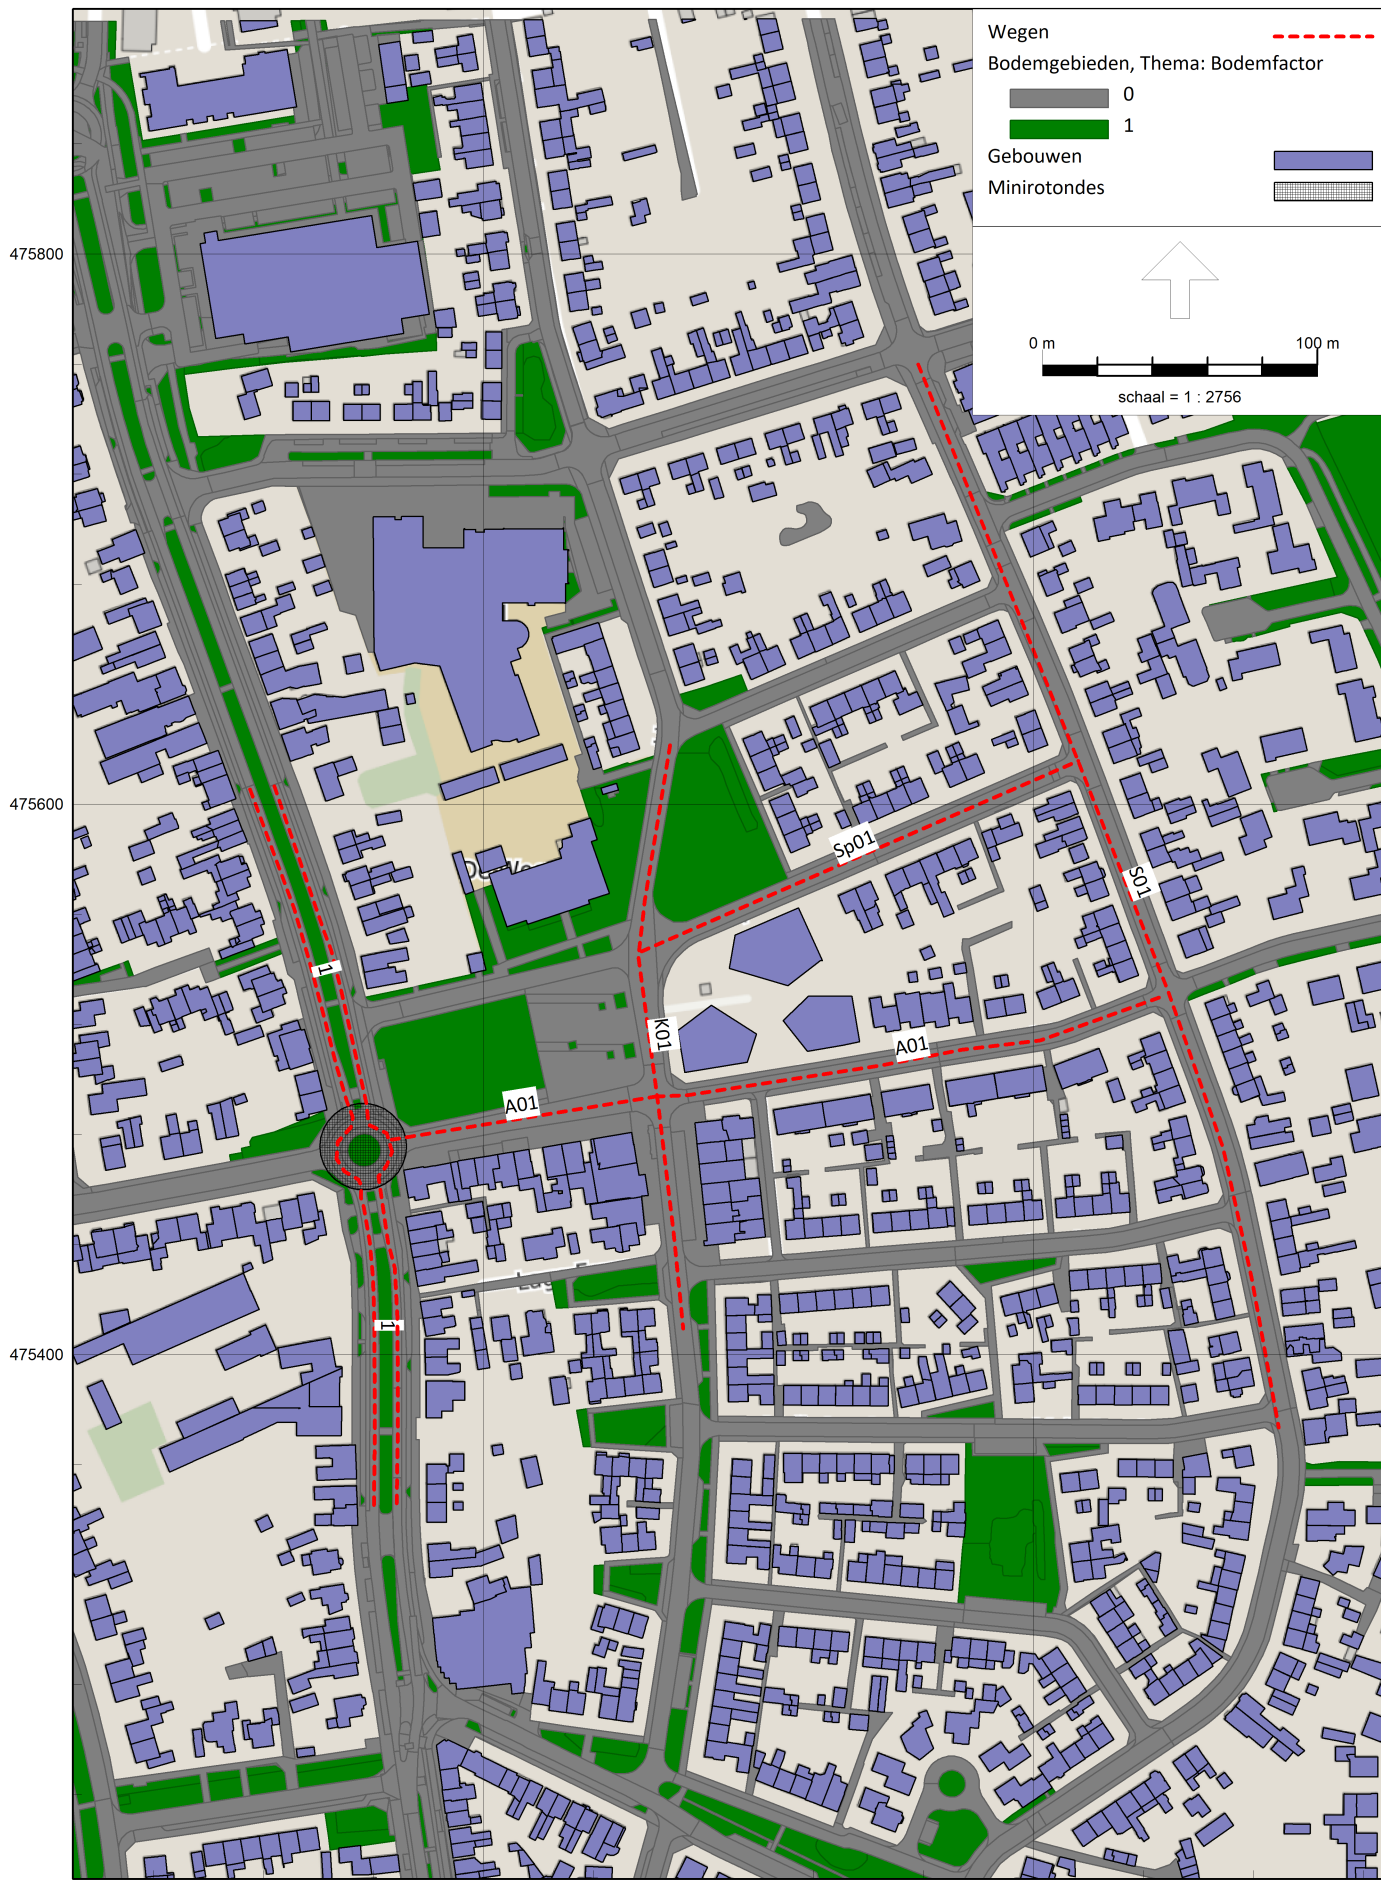 Wegen
Bodemgebieden, Thema: Bodemfactor
0
1
Gebouwen
Minirotondes
475800
0 m 100 m
schaal = 1 : 2756
475600
Sp01
S01
1
K01
A01
A01
1
475400